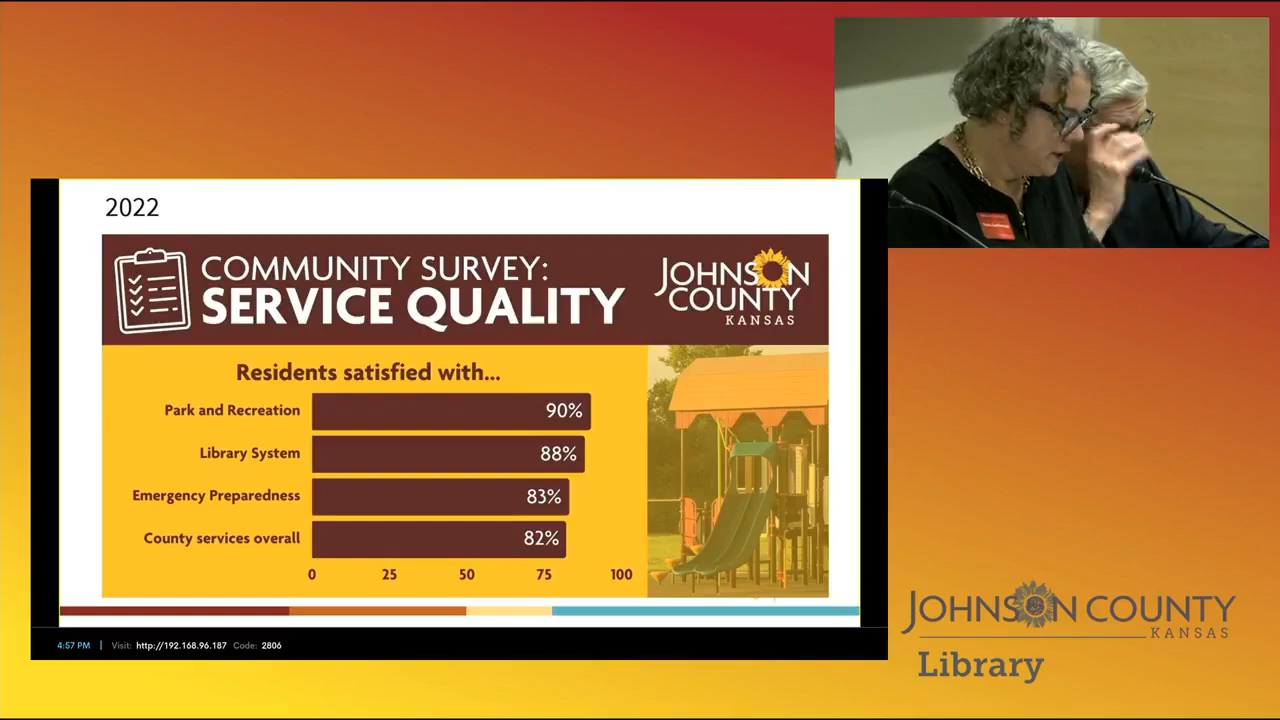 2022
COMMUNITY SURVEY:
SERVICE QUALITY
JOHNSON
COUNTY
KANSAS
Residents satisfied with...
Park and Recreation 90%
Library System 88%
Emergency Preparedness 83%
County services overall 82%
0 25 50 75 100
4:57 PM | Visit: http://192.168.96.187 Code: 2806
JOHNSON COUNTY
KANSAS
Library